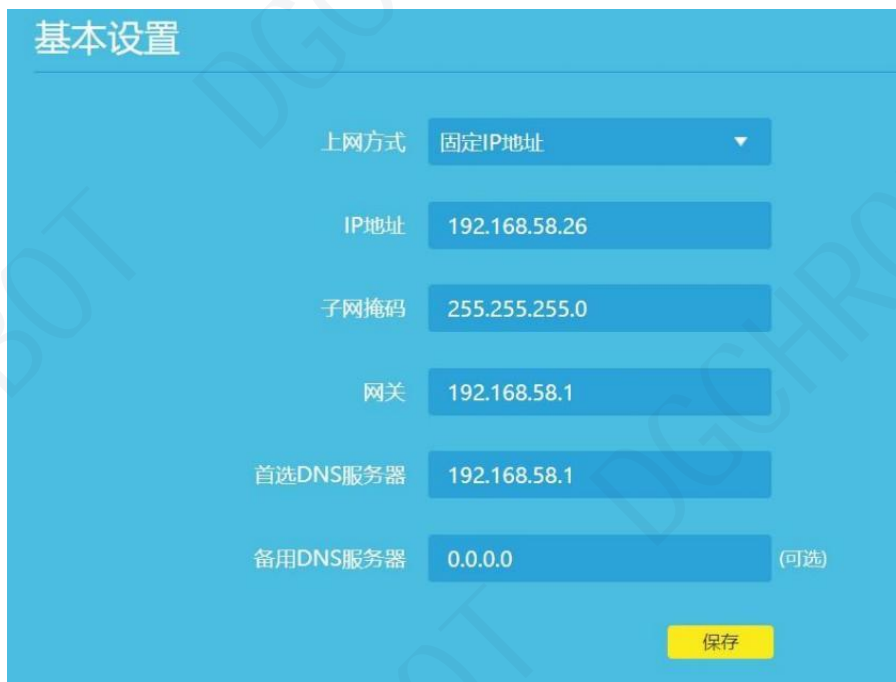 基本设置
上网方式 固定IP地址
IP地址 192.168.58.26
子网掩码 255.255.255.0
网关 192.168.58.1
首选DNS服务器 192.168.58.1
备用DNS服务器 0.0.0.0 (可选)
保存
DGCHROBOT